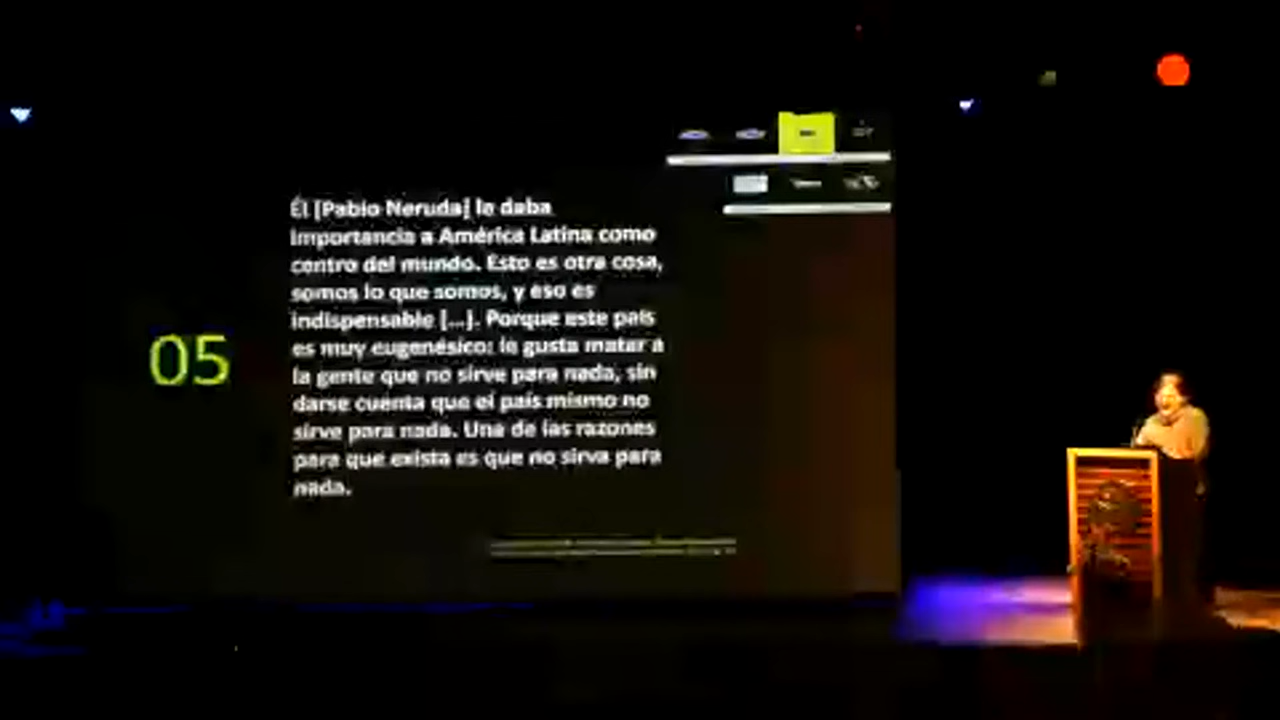 05
Él [Pablo Neruda] le daba
importancia a América Latina como
centro del mundo. Esto es otra cosa,
somos lo que somos, y eso es
indispensable [...]. Porque este país
es muy eugenésico: le gusta matar a
la gente que no sirve para nada, sin
darse cuenta que el país mismo no
sirve para nada. Una de las razones
para que exista es que no sirva para
nada.